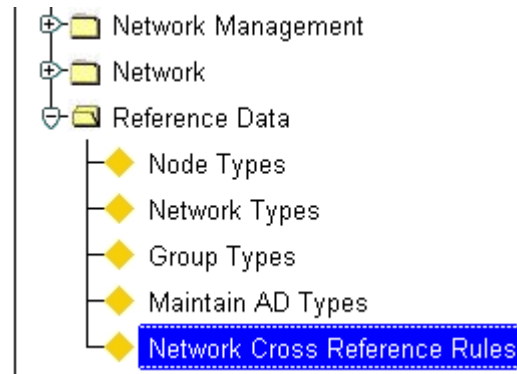 Network Management
Network
Reference Data
Node Types
Network Types
Group Types
Maintain AD Types
Network Cross Reference Rules